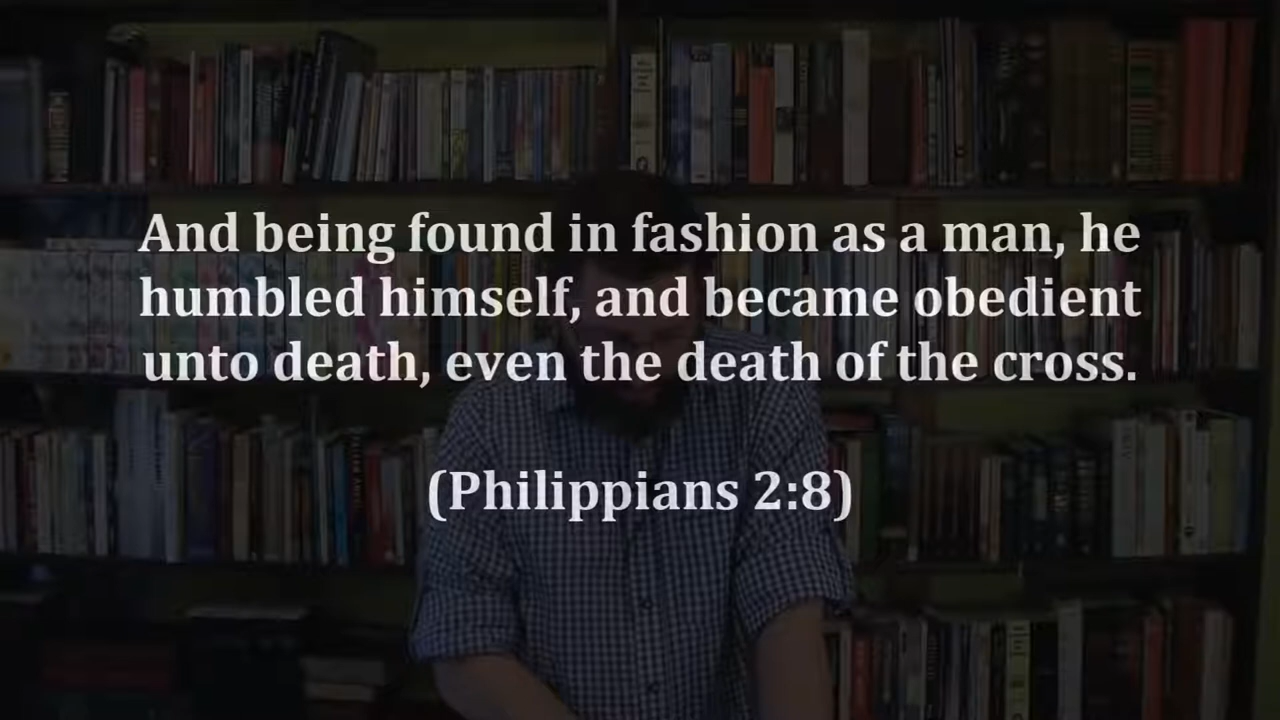 And being found in fashion as a man, he
humbled himself, and became obedient
unto death, even the death of the cross.
(Philippians 2:8)